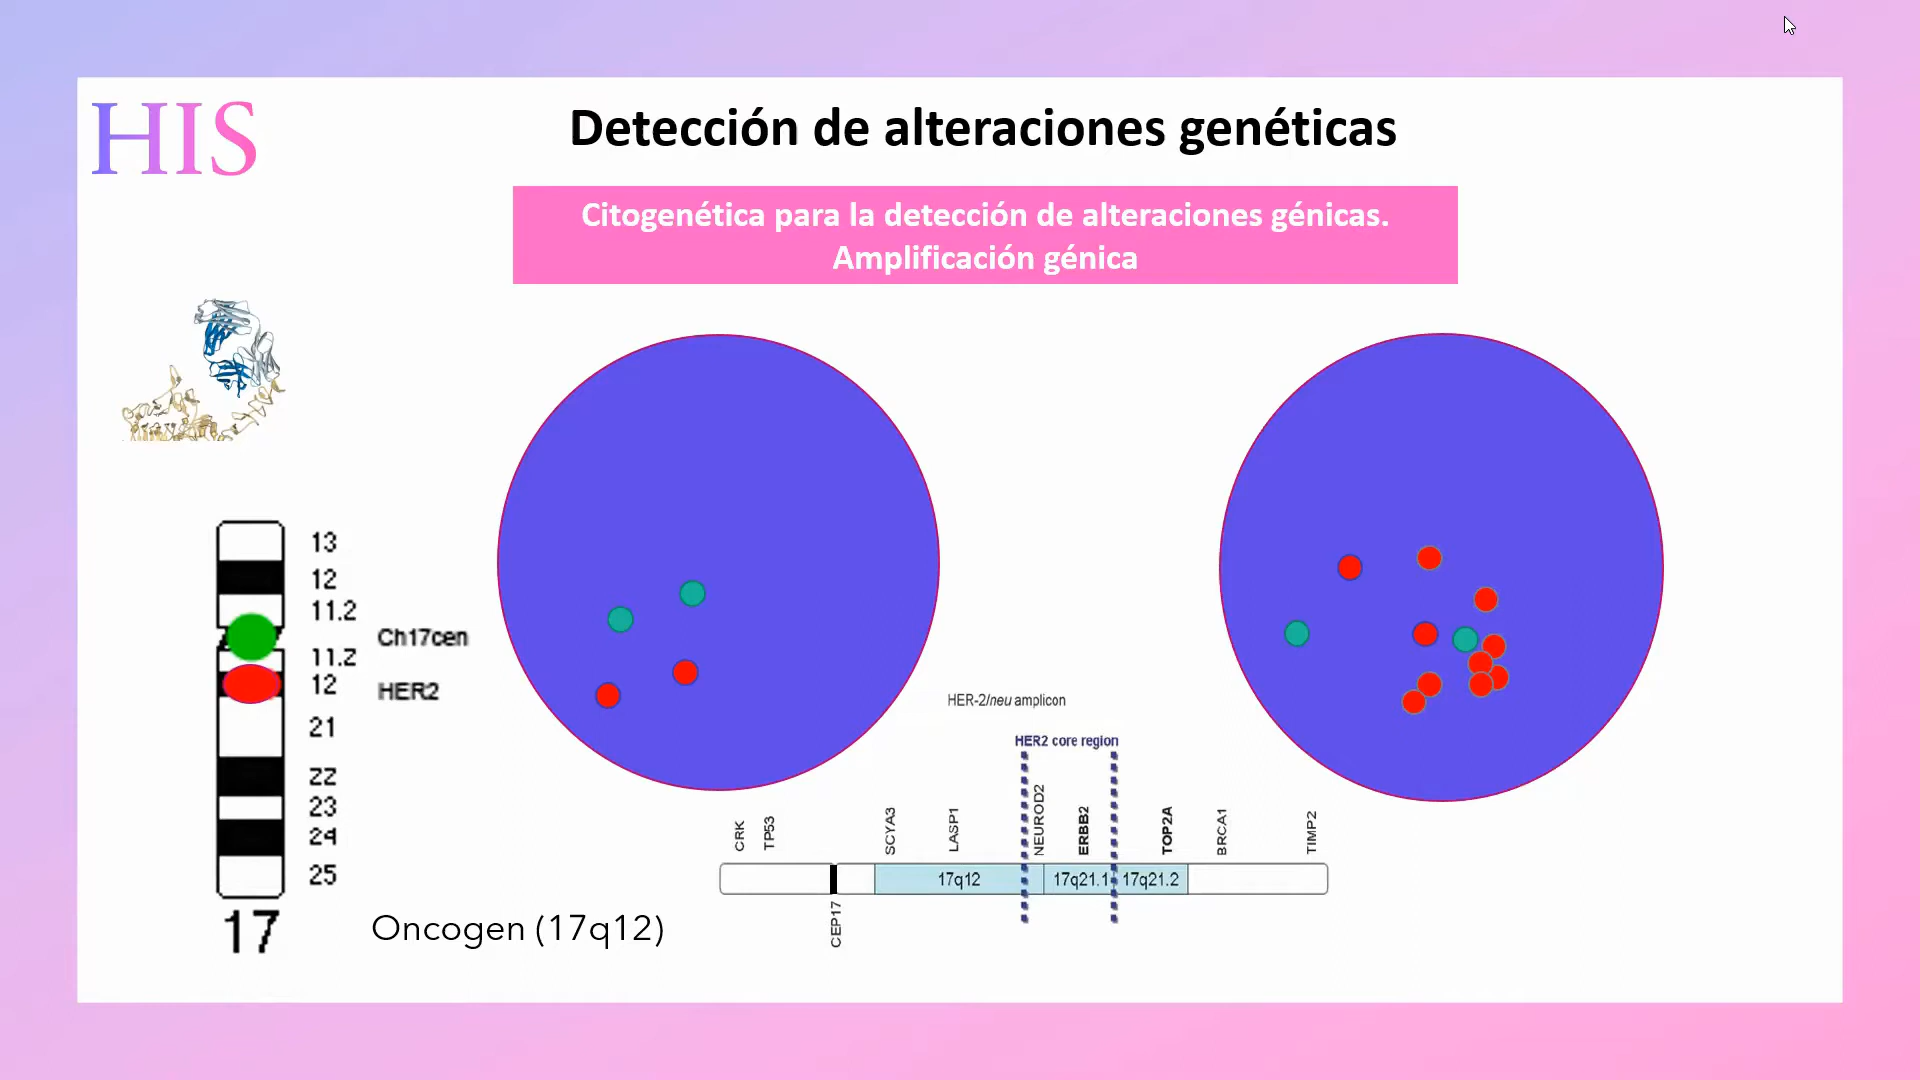 HIS
Detección de alteraciones genéticas
Citogenética para la detección de alteraciones génicas.
Amplificación génica
13
12
11.2
Ch17cen
11.2
12
HER2
21
22
23
24
25
17
Oncogen (17q12)
HER-2/neu amplicon
HER2 core region
CRK
TP53
SCYA3
LASP1
NEUROD2
ERBB2
TOP2A
BRCA1
TIMP2
17q12
17q21.1
17q21.2
CEP17